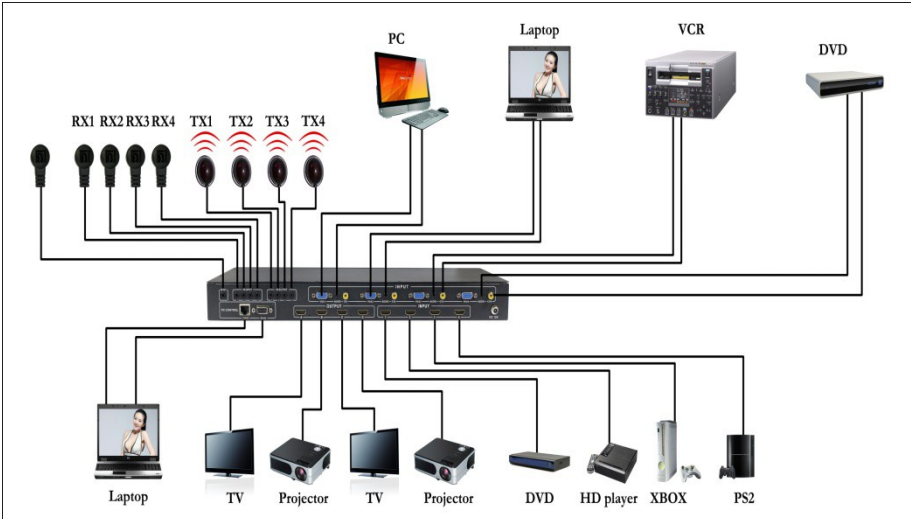 PC
Laptop
VCR
DVD
RX1 RX2 RX3 RX4
TX1 TX2 TX3 TX4
INPUT
OUTPUT
INPUT
Laptop
TV
Projector
TV
Projector
DVD
HD player
XBOX
PS2